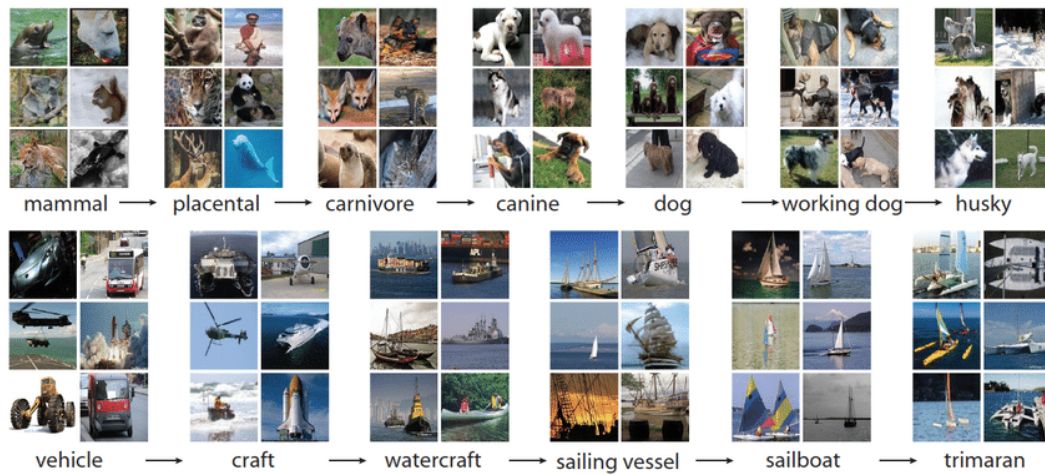 mammal → placental → carnivore → canine → dog → working dog → husky
vehicle → craft → watercraft → sailing vessel → sailboat → trimaran